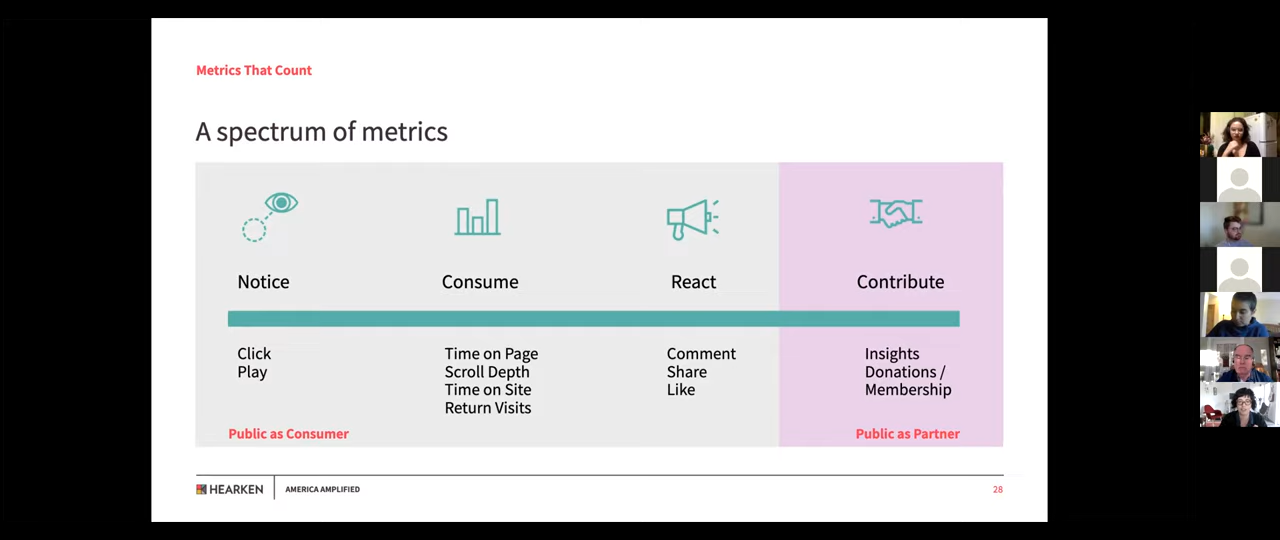 Metrics That Count
A spectrum of metrics
Notice
Consume
React
Contribute
Click
Play
Time on Page
Scroll Depth
Time on Site
Return Visits
Comment
Share
Like
Insights
Donations /
Membership
Public as Consumer
Public as Partner
HEARKEN
AMERICA AMPLIFIED
28